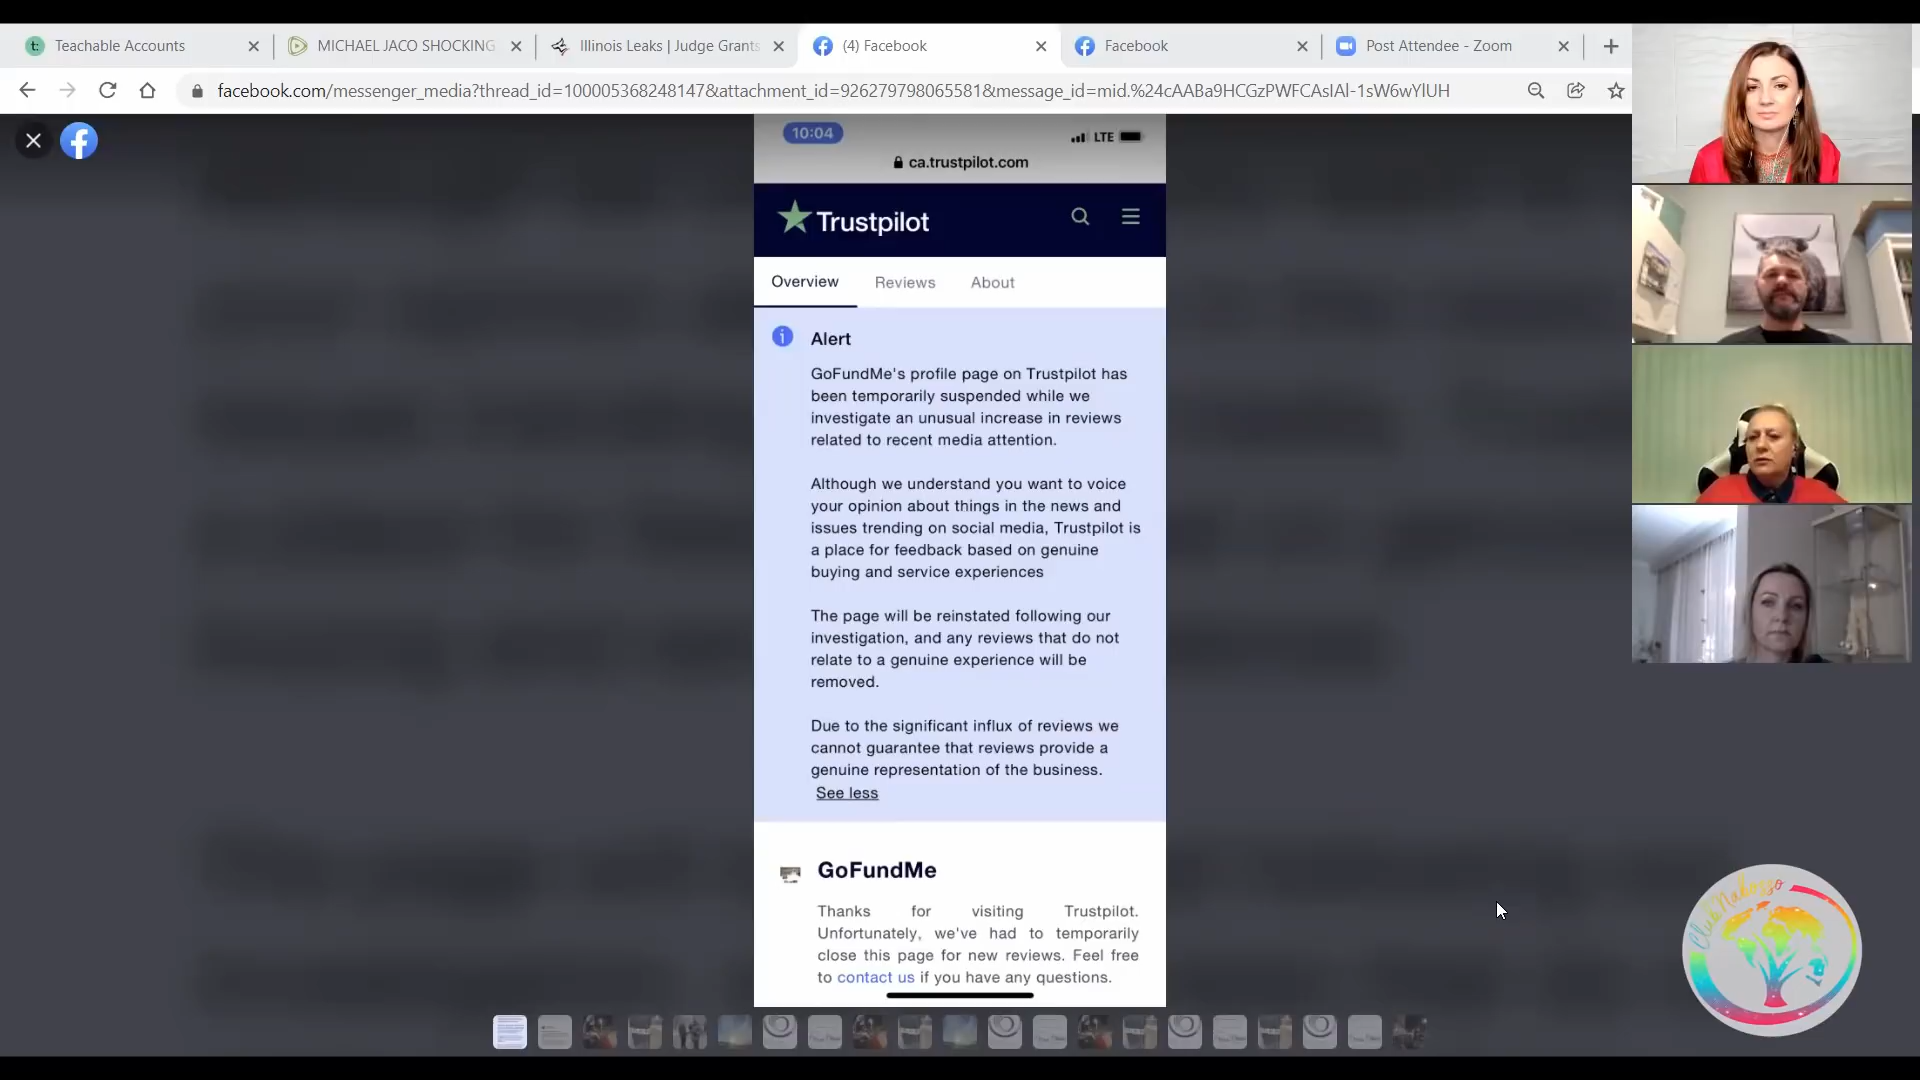 Teachable Accounts
MICHAEL JACO SHOCKING
Illinois Leaks | Judge Grants
(4) Facebook
Facebook
Post Attendee - Zoom
facebook.com/messenger_media?thread_id=100005368248147&attachment_id=926279798065581&message_id=mid.%24cAABa9HCGzPWFCAsIAl-1sW6wYlUH
10:04
LTE
ca.trustpilot.com
Trustpilot
Overview
Reviews
About
Alert
GoFundMe's profile page on Trustpilot has
been temporarily suspended while we
investigate an unusual increase in reviews
related to recent media attention.
Although we understand you want to voice
your opinion about things in the news and
issues trending on social media, Trustpilot is
a place for feedback based on genuine
buying and service experiences
The page will be reinstated following our
investigation, and any reviews that do not
relate to a genuine experience will be
removed.
Due to the significant influx of reviews we
cannot guarantee that reviews provide a
genuine representation of the business.
See less
GoFundMe
Thanks for visiting Trustpilot.
Unfortunately, we've had to temporarily
close this page for new reviews. Feel free
to contact us if you have any questions.
Club Nabosso